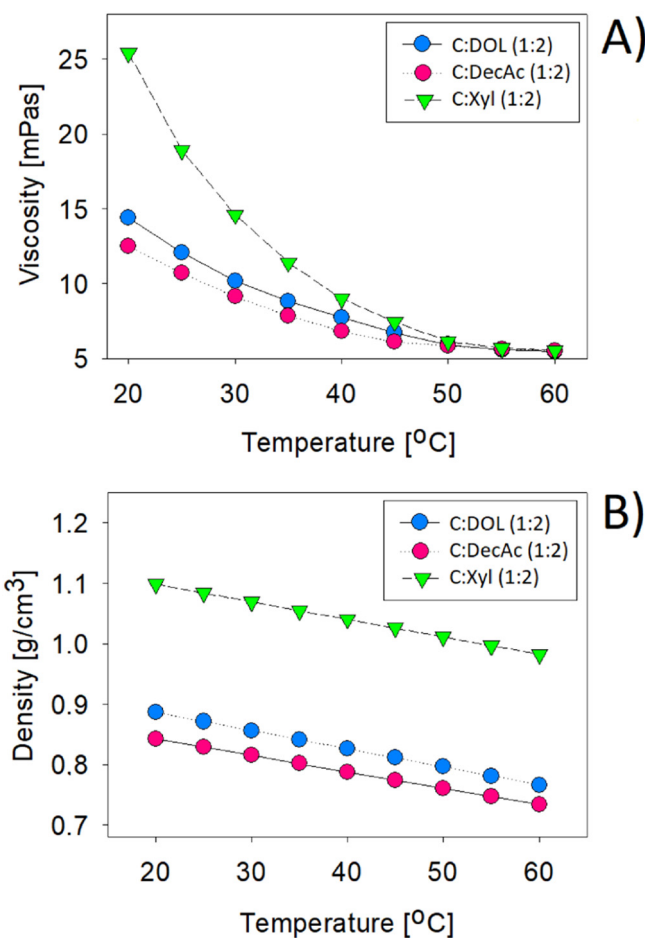 A)
C:DOL (1:2)
C:DecAc (1:2)
C:Xyl (1:2)
Viscosity [mPas]
25
20
15
10
5
20 30 40 50 60
Temperature [ºC]
B)
C:DOL (1:2)
C:DecAc (1:2)
C:Xyl (1:2)
Density [g/cm³]
1.2
1.1
1.0
0.9
0.8
0.7
20 30 40 50 60
Temperature [ºC]